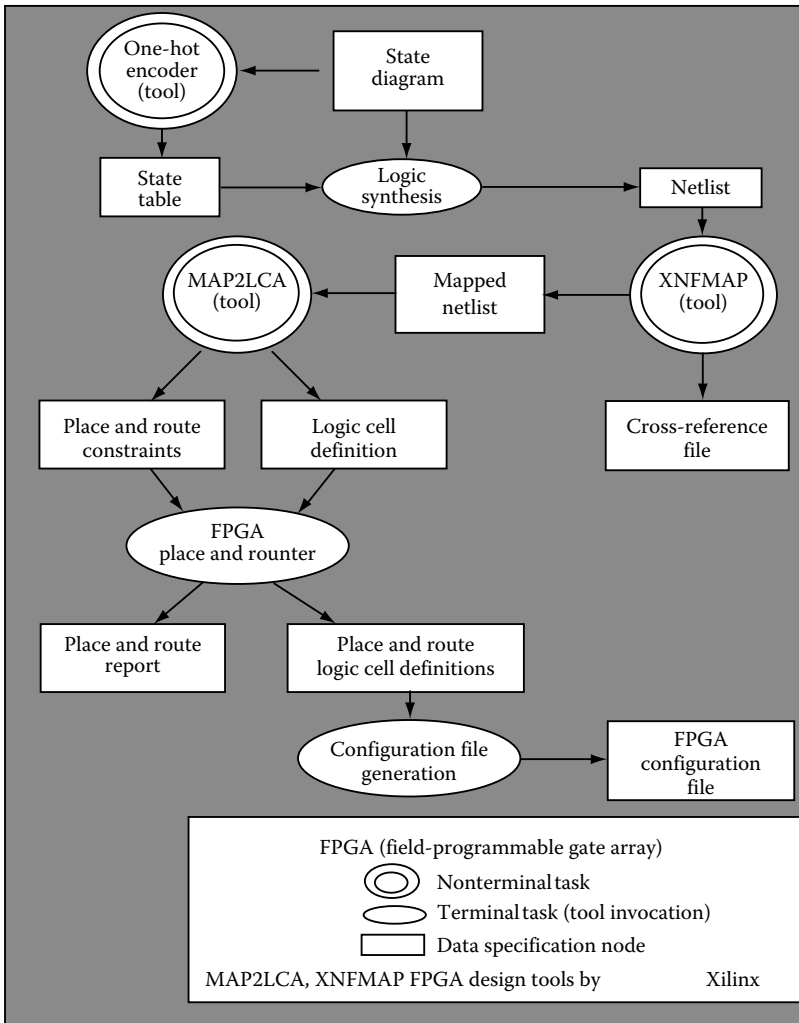 One-hot
encoder
(tool)
State
diagram
State
table
Logic
synthesis
Netlist
MAP2LCA
(tool)
Mapped
netlist
XNFMAP
(tool)
Place and route
constraints
Logic cell
definition
Cross-reference
file
FPGA
place and rounter
Place and route
report
Place and route
logic cell definitions
Configuration file
generation
FPGA
configuration
file
FPGA (field-programmable gate array)
Nonterminal task
Terminal task (tool invocation)
Data specification node
MAP2LCA, XNFMAP FPGA design tools by Xilinx